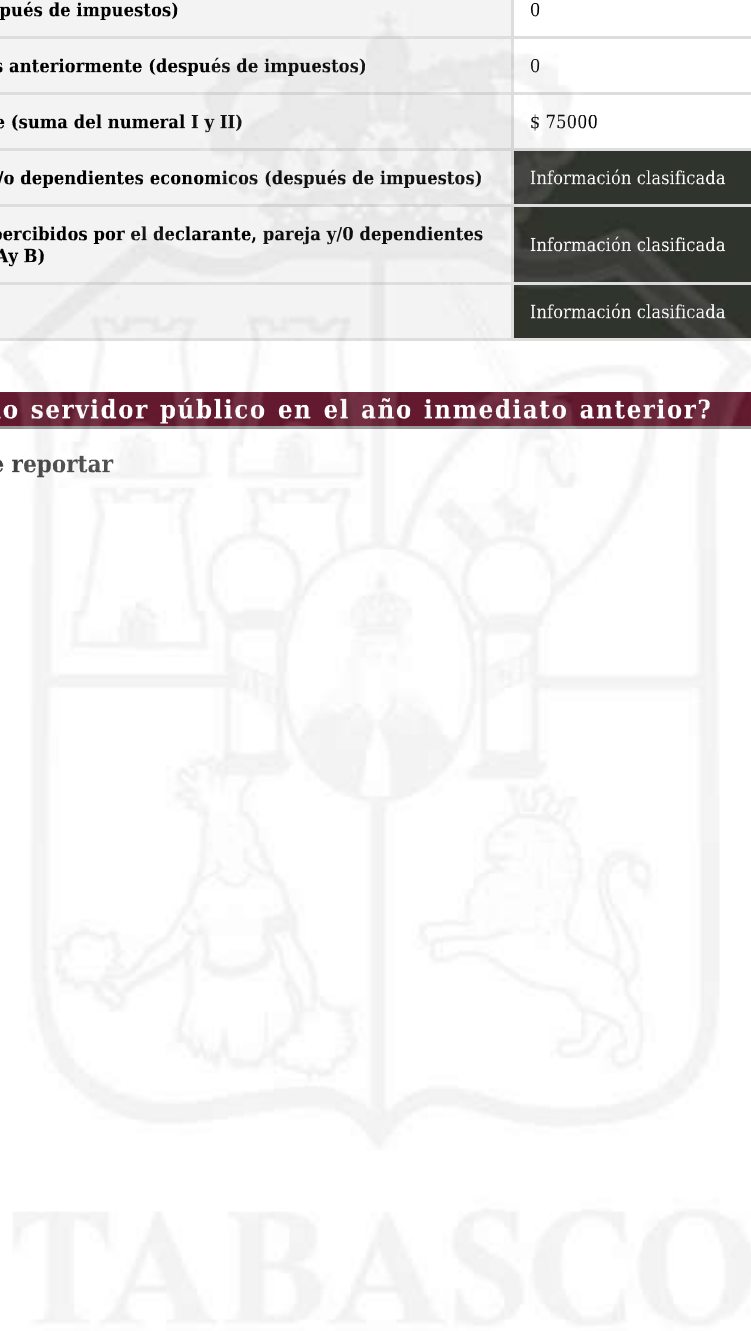 pués de impuestos) 0
s anteriormente (después de impuestos) 0
e (suma del numeral I y II) $ 75000
/o dependientes economicos (después de impuestos) Información clasificada
percibidos por el declarante, pareja y/0 dependientes Información clasificada
Ay B)
Información clasificada
o servidor público en el año inmediato anterior?
e reportar
TABASCO